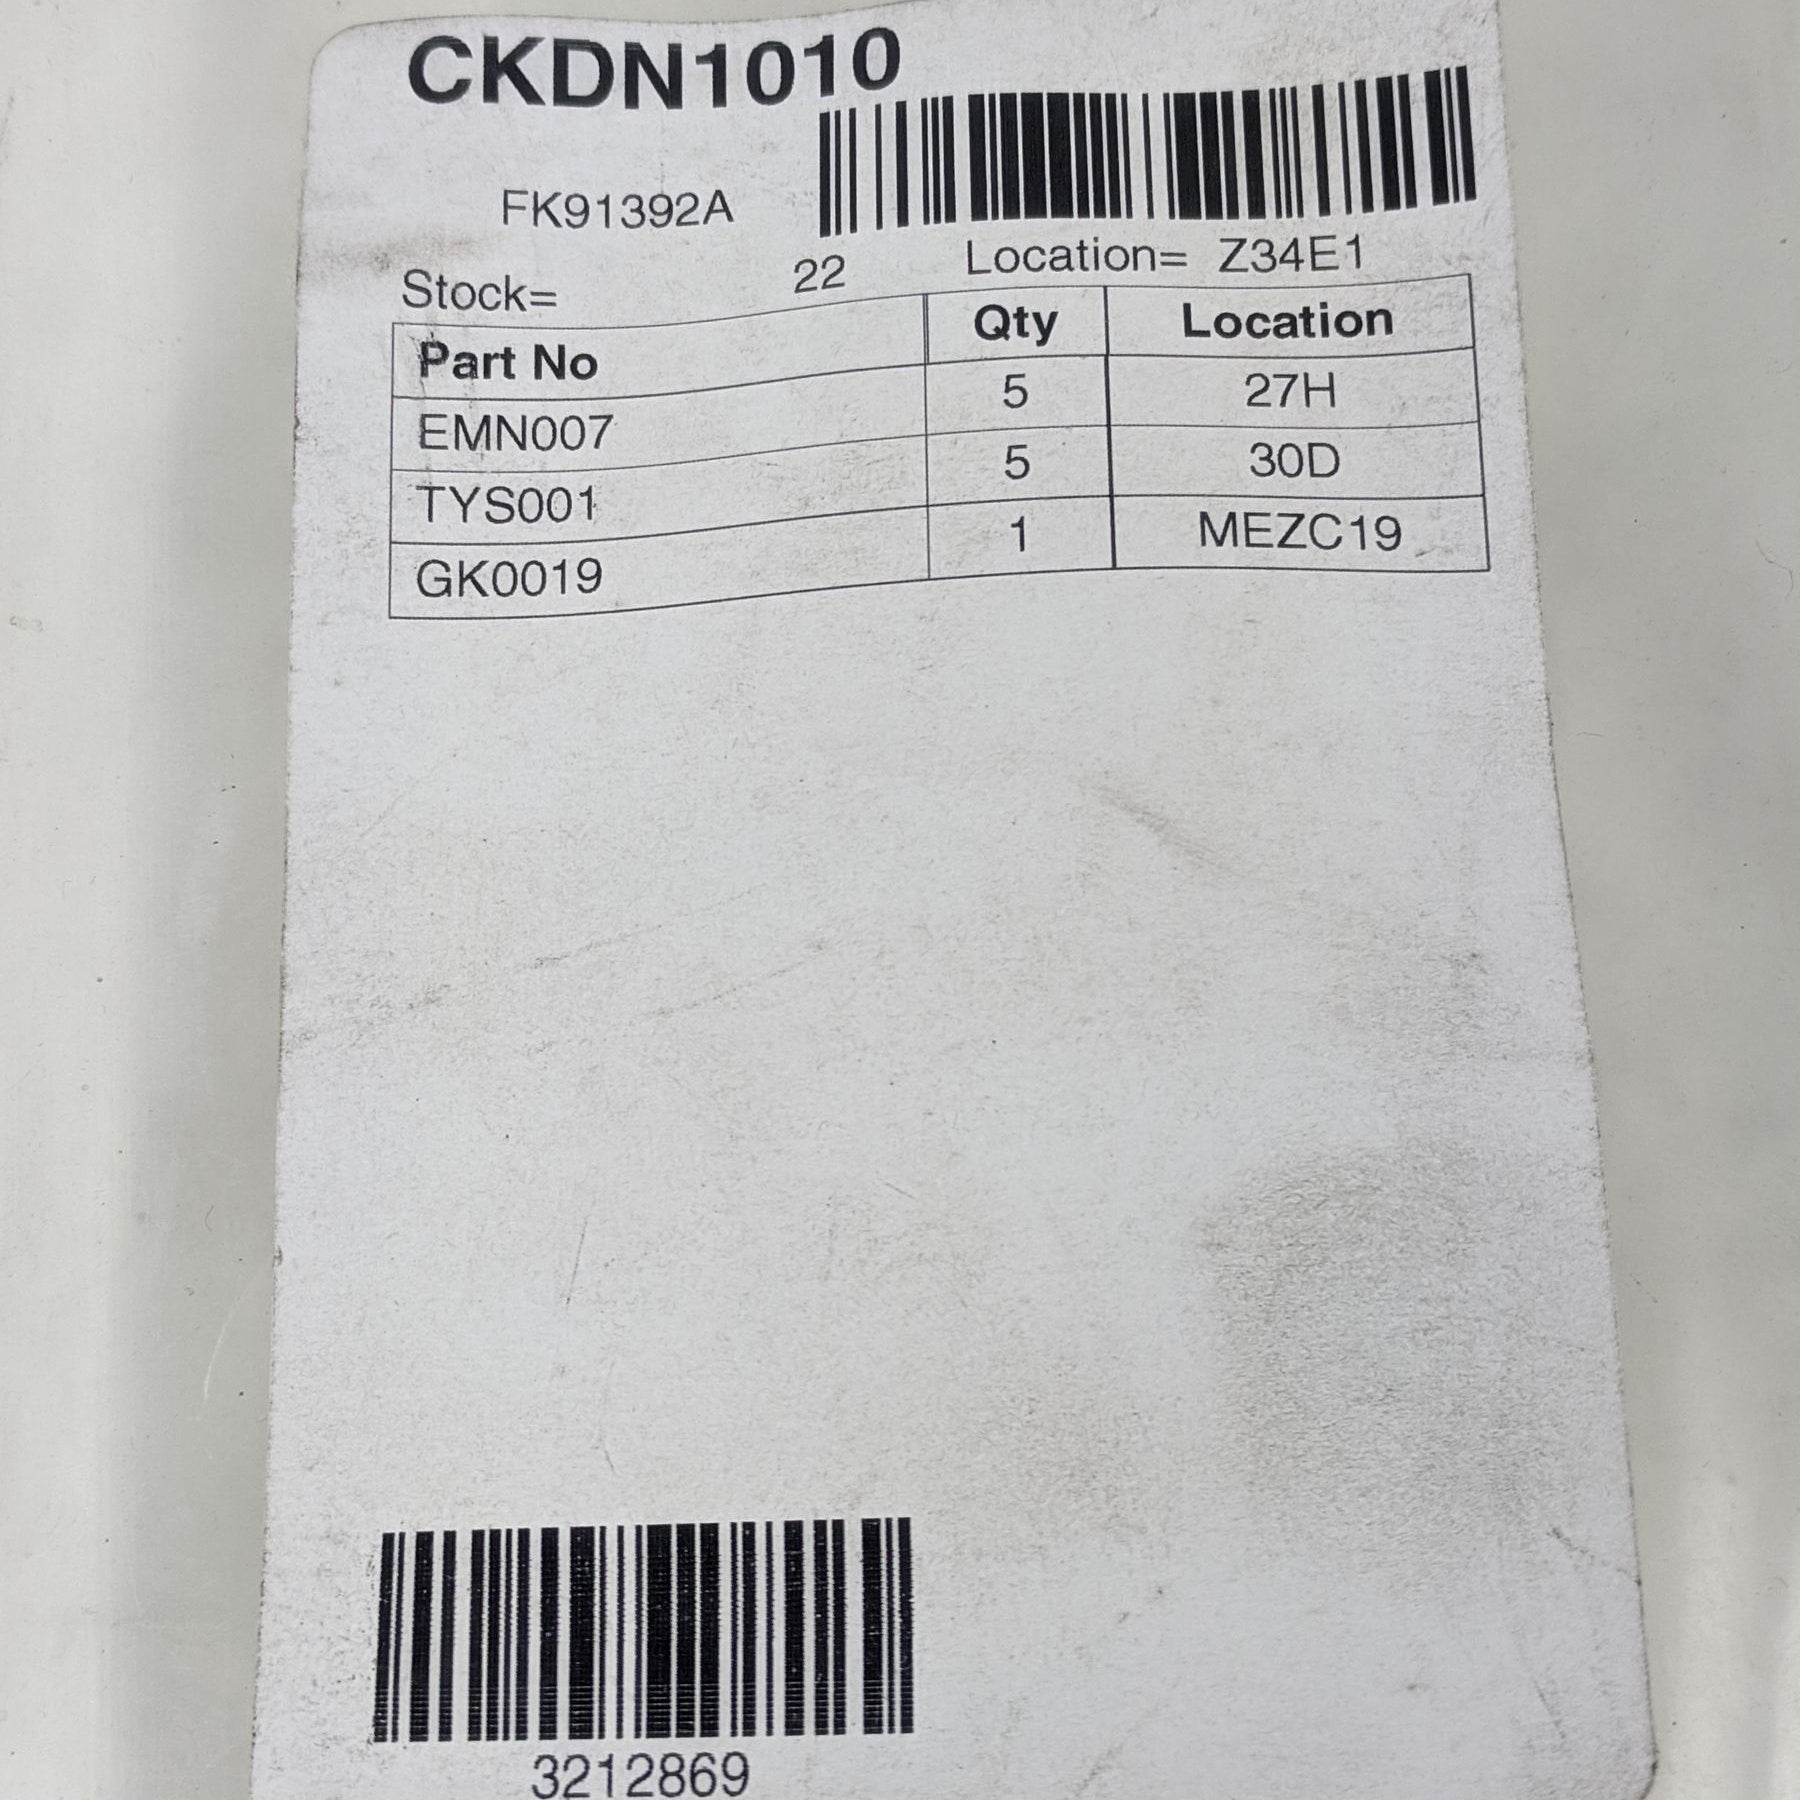 CKDN1010
FK91392A
Stock= 22 Location= Z34E1
Part No Qty Location
EMN007 5 27H
TYS001 5 30D
GK0019 1 MEZC19
3212869